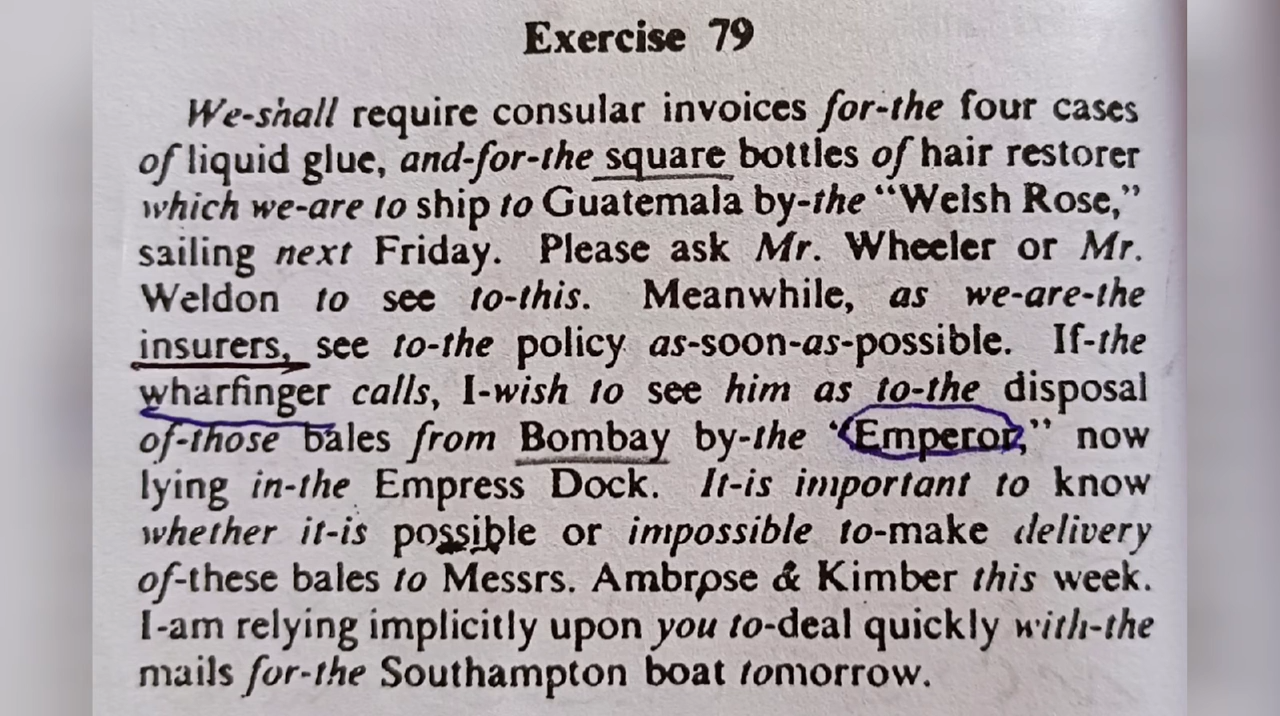 Exercise 79
We-shall require consular invoices for-the four cases
of liquid glue, and-for-the square bottles of hair restorer
which we-are to ship to Guatemala by-the “Welsh Rose,”
sailing next Friday. Please ask Mr. Wheeler or Mr.
Weldon to see to-this. Meanwhile, as we-are-the
insurers, see to-the policy as-soon-as-possible. If-the
wharfinger calls, I-wish to see him as to-the disposal
of-those bales from Bombay by-the “Emperor,” now
lying in-the Empress Dock. It-is important to know
whether it-is possible or impossible to-make delivery
of-these bales to Messrs. Ambrose & Kimber this week.
I-am relying implicitly upon you to-deal quickly with-the
mails for-the Southampton boat tomorrow.